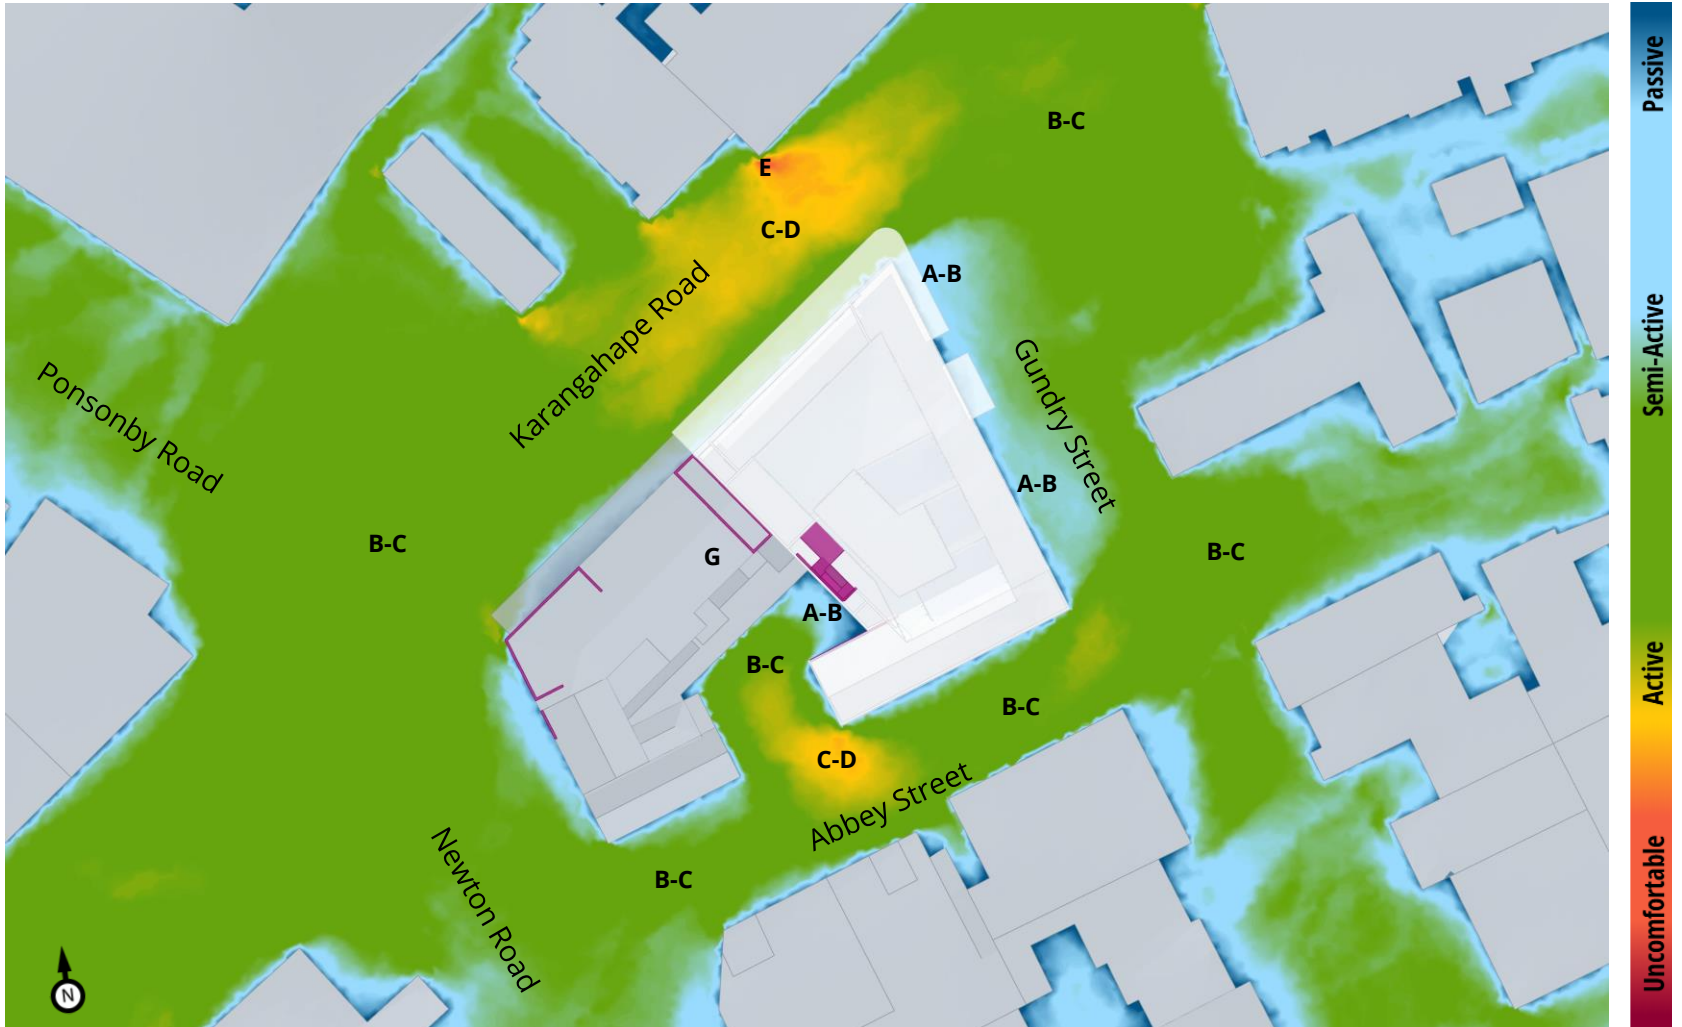 B-C
E
C-D
A-B
Karangahape Road
Gundry Street
Ponsonby Road
A-B
B-C
G
B-C
A-B
B-C
B-C
C-D
Abbey Street
B-C
Newton Road
N
Passive
Semi-Active
Active
Uncomfortable